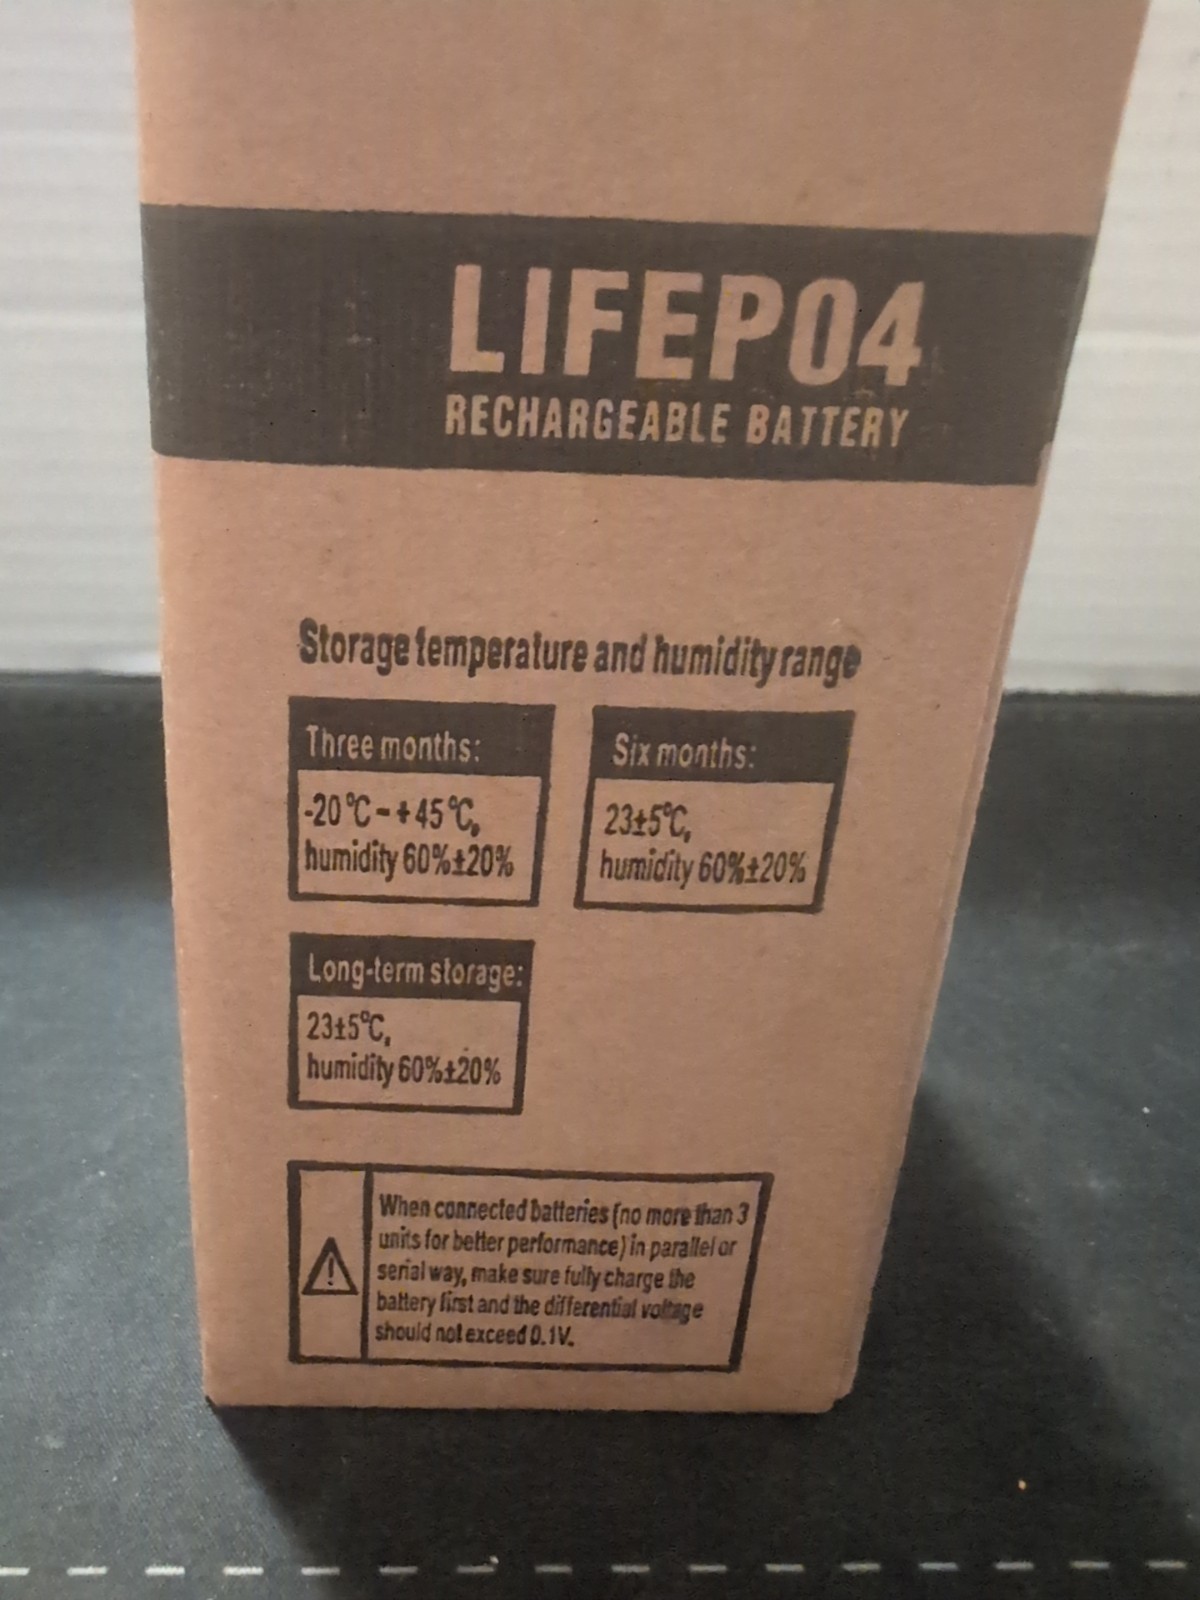 LIFEPO4
RECHARGEABLE BATTERY
Storage temperature and humidity range
Three months:
-20℃-+45℃,
humidity 60%±20%
Six months:
23±5℃,
humidity 60%±20%
Long-term storage:
23±5℃,
humidity 60%±20%
When connected batteries (no more than 3
units for better performance) in parallel or
serial way, make sure fully charge the
battery first and the differential voltage
should not exceed 0.1V.